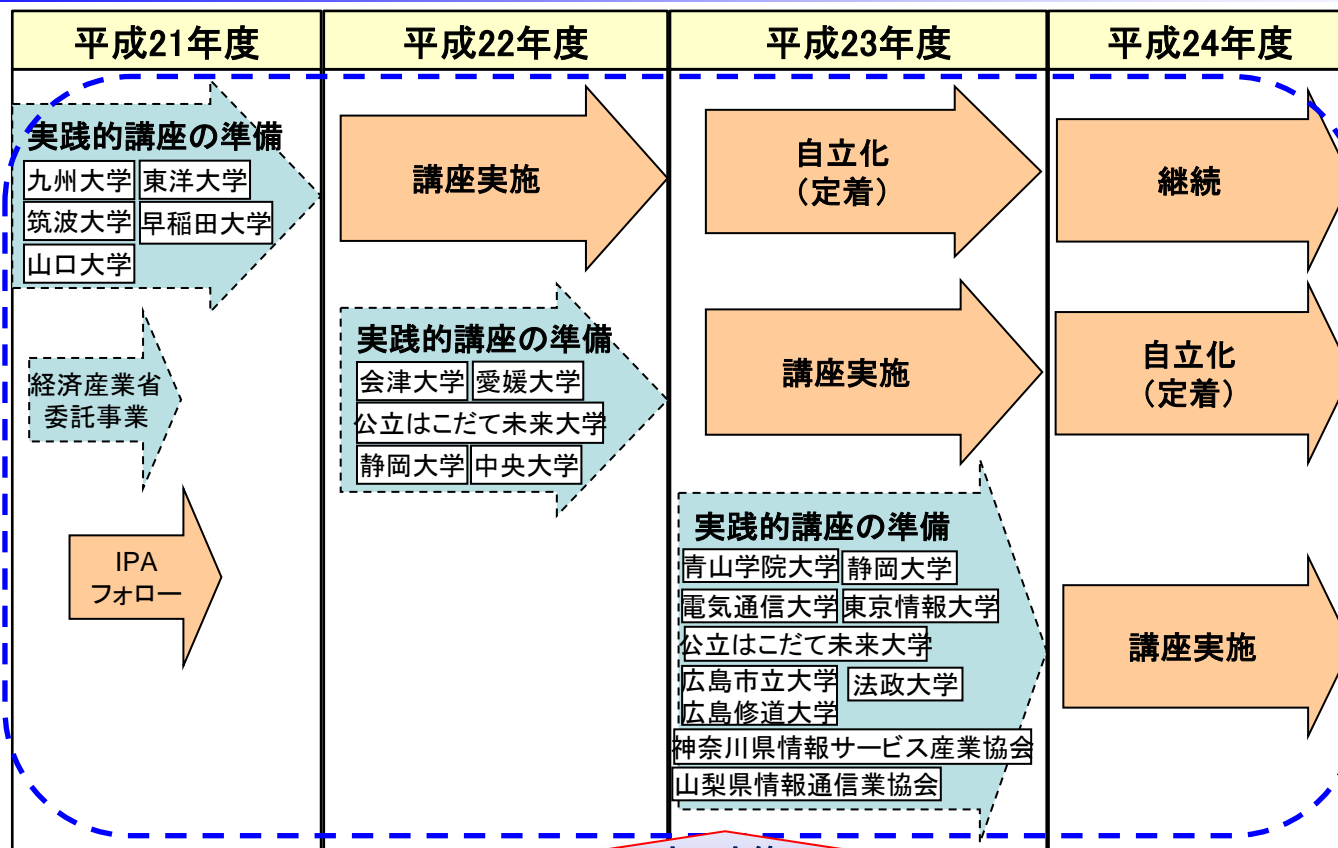 平成21年度
平成22年度
平成23年度
平成24年度
実践的講座の準備
九州大学
東洋大学
筑波大学
早稲田大学
山口大学
講座実施
自立化
（定着）
継続
経済産業省
委託事業
実践的講座の準備
会津大学
愛媛大学
公立はこだて未来大学
静岡大学
中央大学
講座実施
自立化
（定着）
IPA
フォロー
実践的講座の準備
青山学院大学
静岡大学
電気通信大学
東京情報大学
公立はこだて未来大学
広島市立大学
広島修道大学
法政大学
神奈川県情報サービス産業協会
山梨県情報通信業協会
講座実施